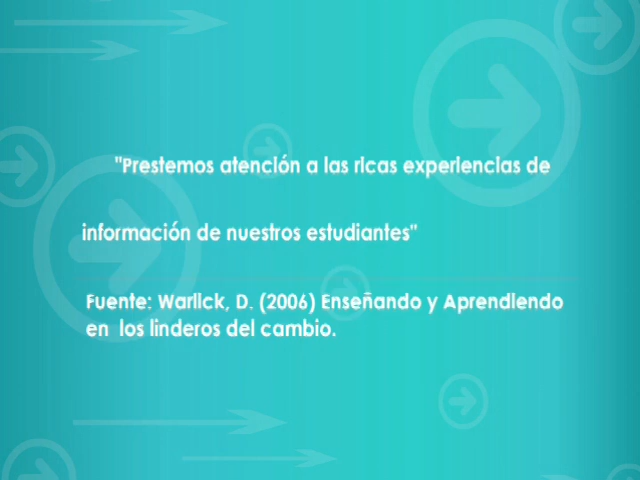 "Prestemos atención a las ricas experiencias de
información de nuestros estudiantes"
Fuente: Warlick, D. (2006) Enseñando y Aprendiendo
en los linderos del cambio.